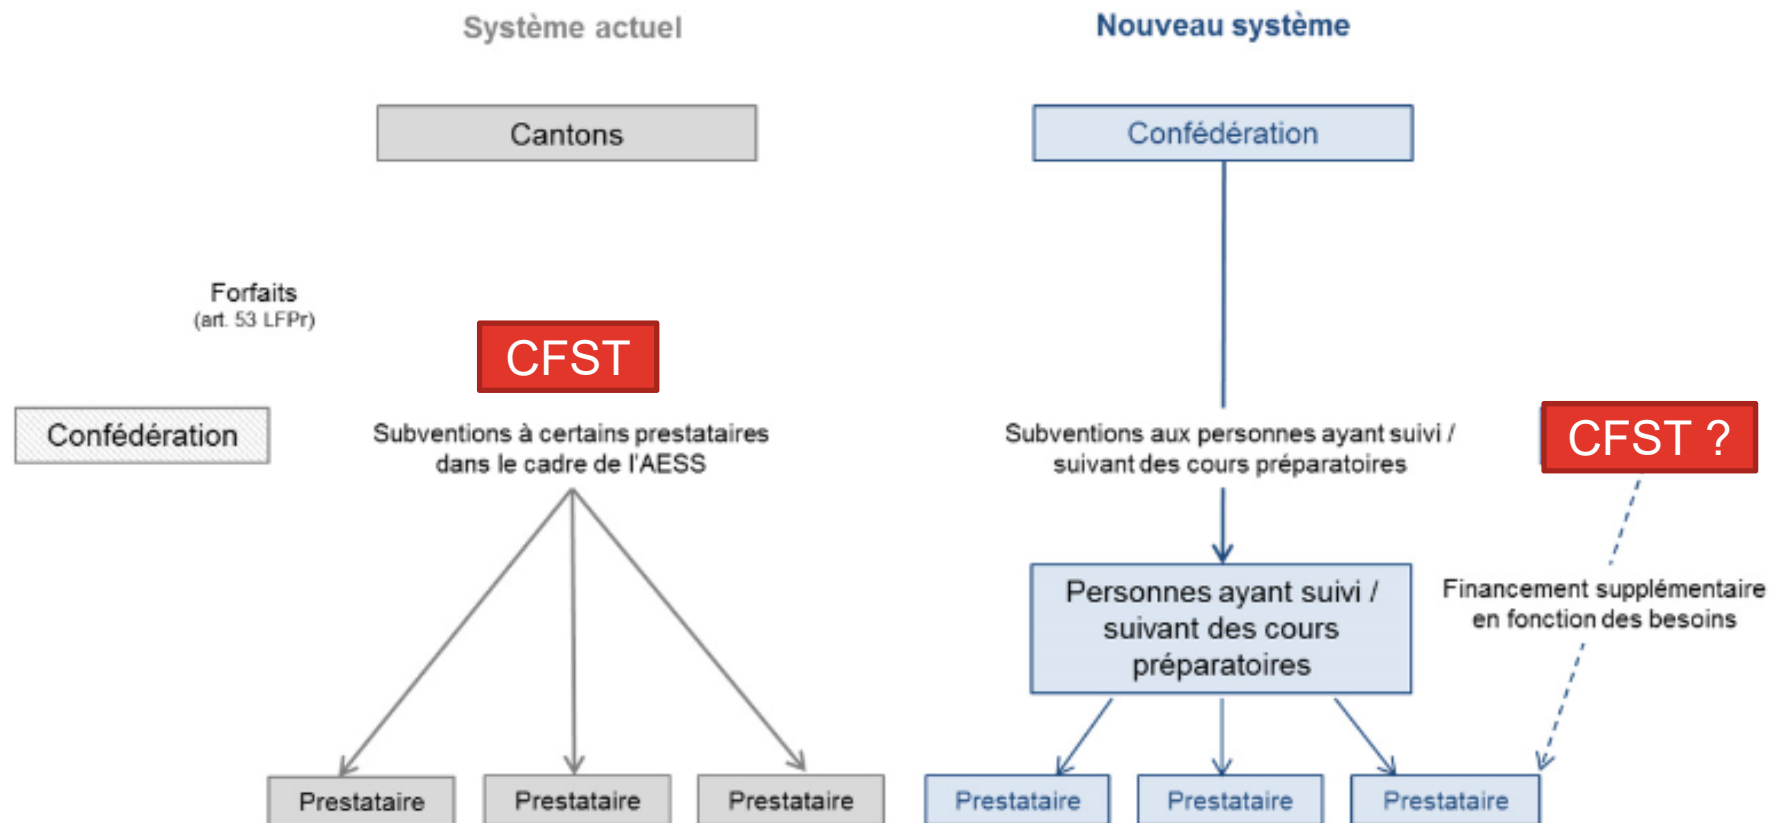 Système actuel
Nouveau système
Cantons
Confédération
Forfaits
(art. 53 LFPr)
CFST
Confédération
Subventions à certains prestataires
dans le cadre de l'AESS
Subventions aux personnes ayant suivi /
suivant des cours préparatoires
CFST ?
Personnes ayant suivi /
suivant des cours
préparatoires
Financement supplémentaire
en fonction des besoins
Prestataire
Prestataire
Prestataire
Prestataire
Prestataire
Prestataire